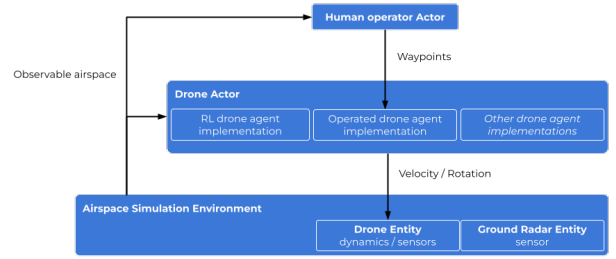 Human operator Actor
Observable airspace
Waypoints
Drone Actor
RL drone agent
implementation
Operated drone agent
implementation
Other drone agent
implementations
Velocity / Rotation
Airspace Simulation Environment
Drone Entity
dynamics / sensors
Ground Radar Entity
sensor